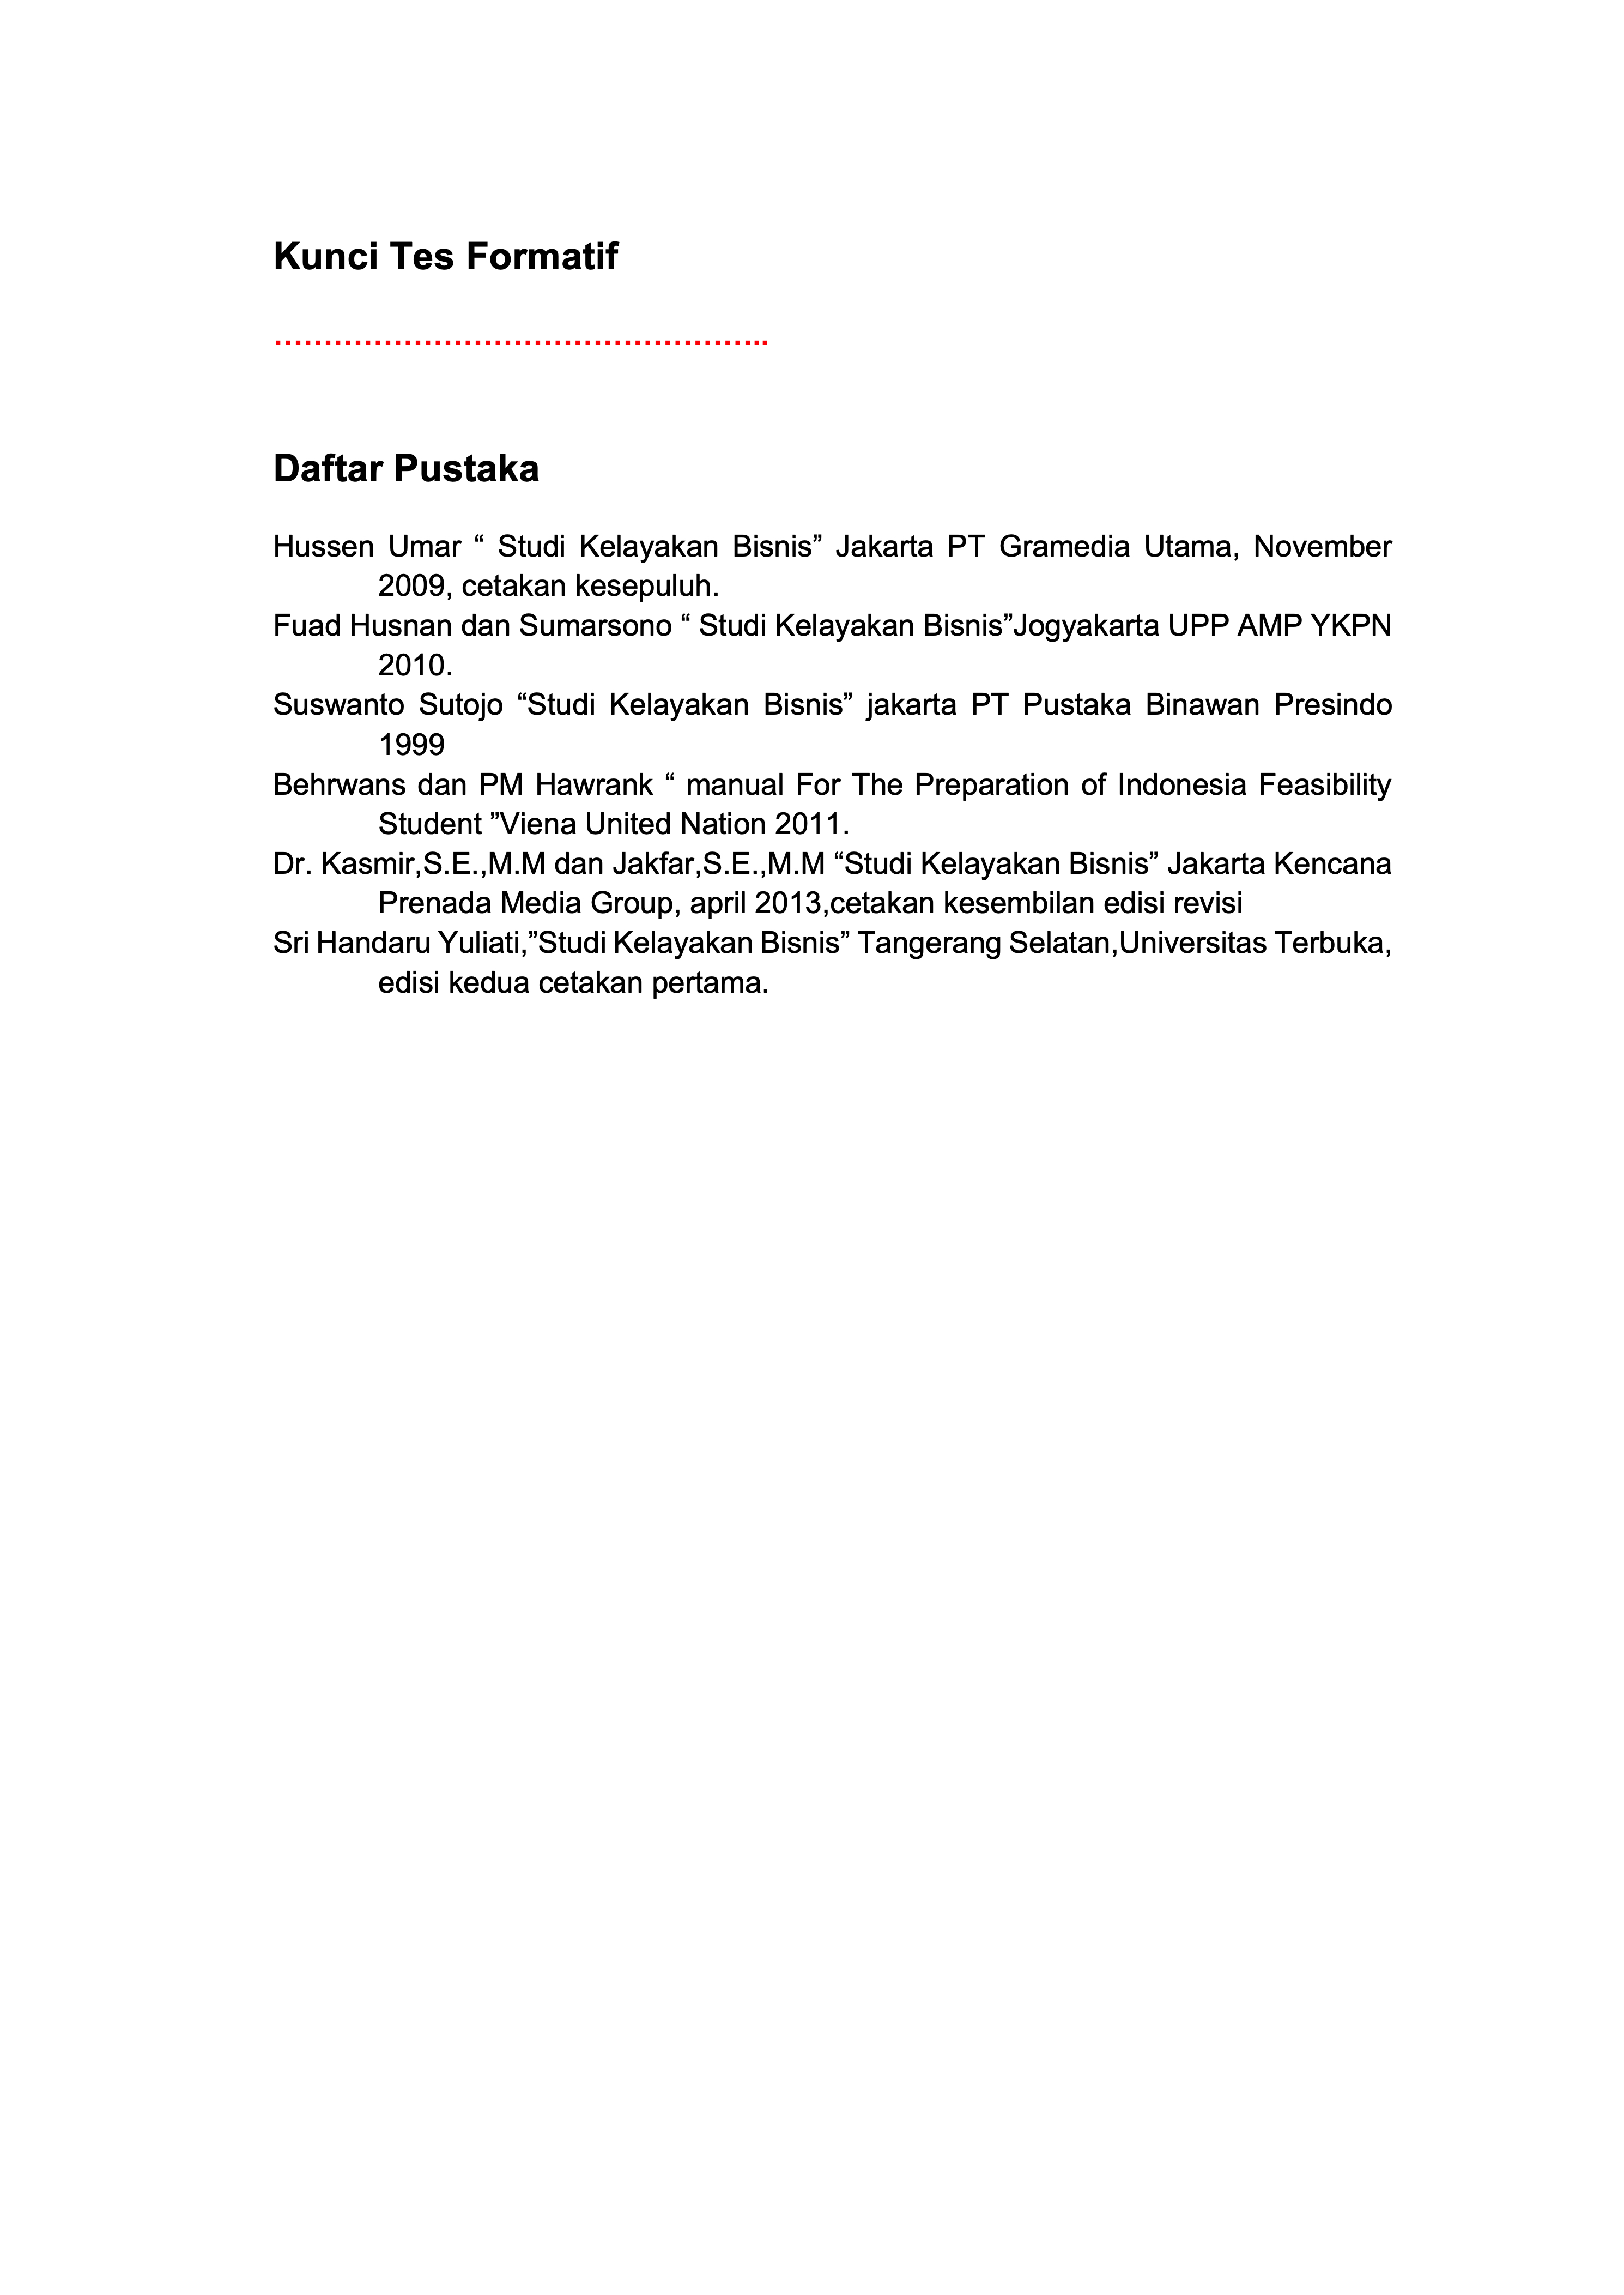 Kunci Tes Formatif
…………………………………………..
Daftar Pustaka
Hussen Umar “ Studi Kelayakan Bisnis” Jakarta PT Gramedia Utama, November
2009, cetakan kesepuluh.
Fuad Husnan dan Sumarsono “ Studi Kelayakan Bisnis”Jogyakarta UPP AMP YKPN
2010.
Suswanto Sutojo “Studi Kelayakan Bisnis” jakarta PT Pustaka Binawan Presindo
1999
Behrwans dan PM Hawrank “ manual For The Preparation of Indonesia Feasibility
Student ”Viena United Nation 2011.
Dr. Kasmir,S.E.,M.M dan Jakfar,S.E.,M.M “Studi Kelayakan Bisnis” Jakarta Kencana
Prenada Media Group, april 2013,cetakan kesembilan edisi revisi
Sri Handaru Yuliati,”Studi Kelayakan Bisnis” Tangerang Selatan,Universitas Terbuka,
edisi kedua cetakan pertama.